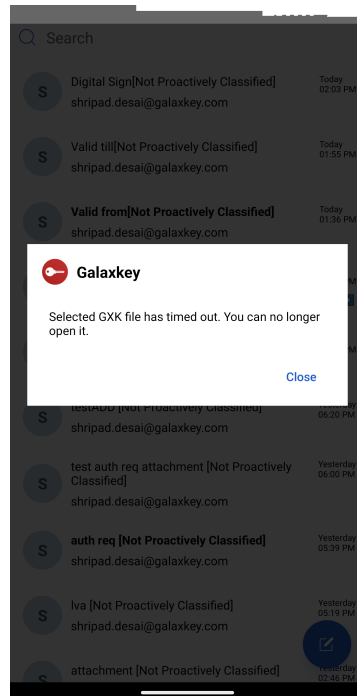 Search
Digital Sign[Not Proactively Classified]
Today
02:03 PM
S
shripad.desai@galaxkey.com
Valid till[Not Proactively Classified]
Today
01:55 PM
S
shripad.desai@galaxkey.com
Valid from[Not Proactively Classified]
Today
01:36 PM
S
shripad.desai@galaxkey.com
Galaxkey
Selected GXK file has timed out. You can no longer
open it.
Close
testADD [Not Proactively Classified]
06:20 PM
S
shripad.desai@galaxkey.com
test auth req attachment [Not Proactively
Classified]
Yesterday
06:00 PM
S
shripad.desai@galaxkey.com
auth req [Not Proactively Classified]
Yesterday
05:39 PM
S
shripad.desai@galaxkey.com
lva [Not Proactively Classified]
Yesterday
05:19 PM
S
shripad.desai@galaxkey.com
attachment [Not Proactively Classified]
Yesterday
02:46 PM
S